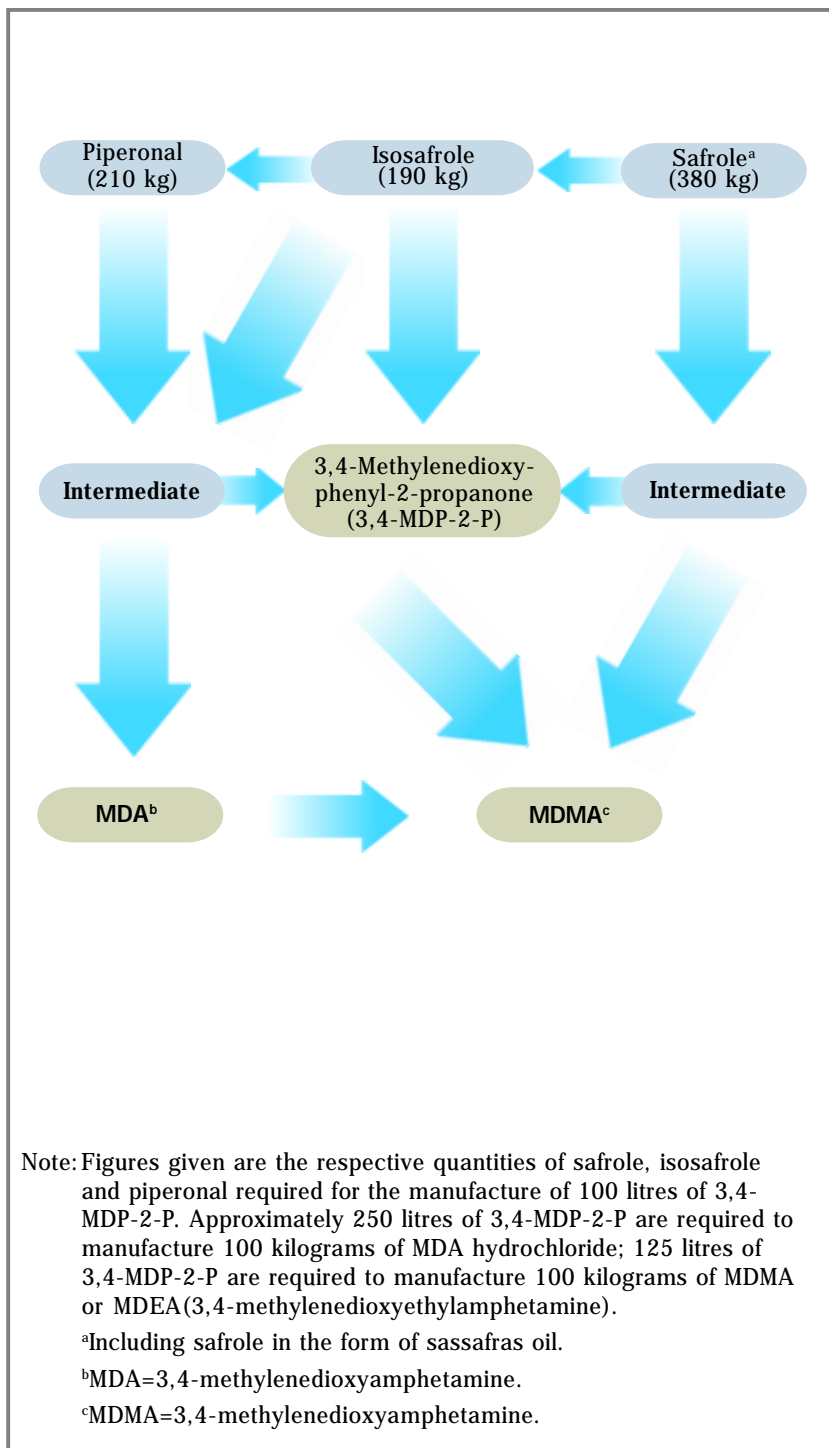 Piperonal
(210 kg)
Isosafrole
(190 kg)
Safroleᵃ
(380 kg)
Intermediate
3,4-Methylenedioxy-
phenyl-2-propanone
(3,4-MDP-2-P)
Intermediate
MDAᵇ
MDMAᶜ
Note: Figures given are the respective quantities of safrole, isosafrole
and piperonal required for the manufacture of 100 litres of 3,4-
MDP-2-P. Approximately 250 litres of 3,4-MDP-2-P are required to
manufacture 100 kilograms of MDA hydrochloride; 125 litres of
3,4-MDP-2-P are required to manufacture 100 kilograms of MDMA
or MDEA(3,4-methylenedioxyethylamphetamine).
ᵃIncluding safrole in the form of sassafras oil.
ᵇMDA=3,4-methylenedioxyamphetamine.
ᶜMDMA=3,4-methylenedioxyamphetamine.